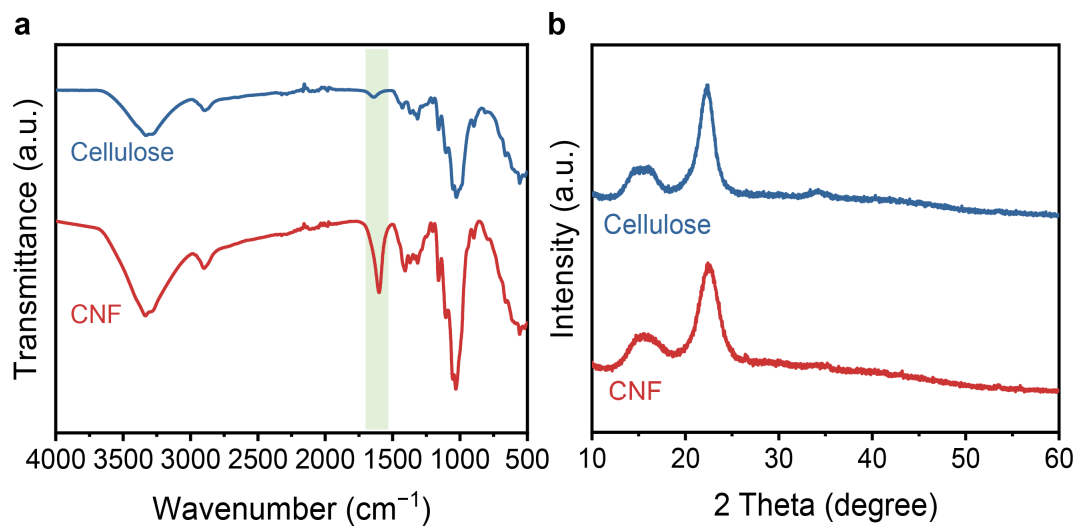 a
Transmittance (a.u.)
Cellulose
CNF
4000 3500 3000 2500 2000 1500 1000 500
Wavenumber (cm⁻¹)
b
Intensity (a.u.)
Cellulose
CNF
10 20 30 40 50 60
2 Theta (degree)